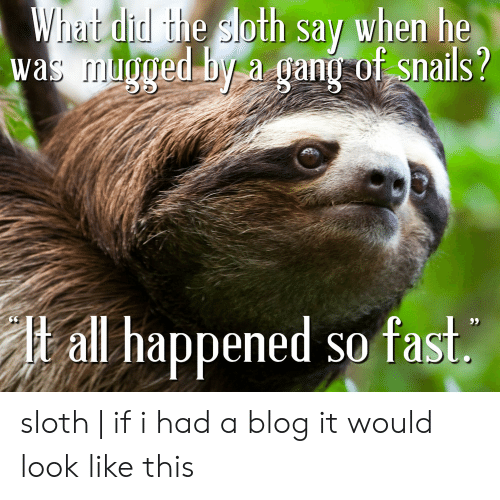 What did the sloth say when he
was mugged by a gang of snails?
"It all happened so fast."
sloth | if i had a blog it would
look like this